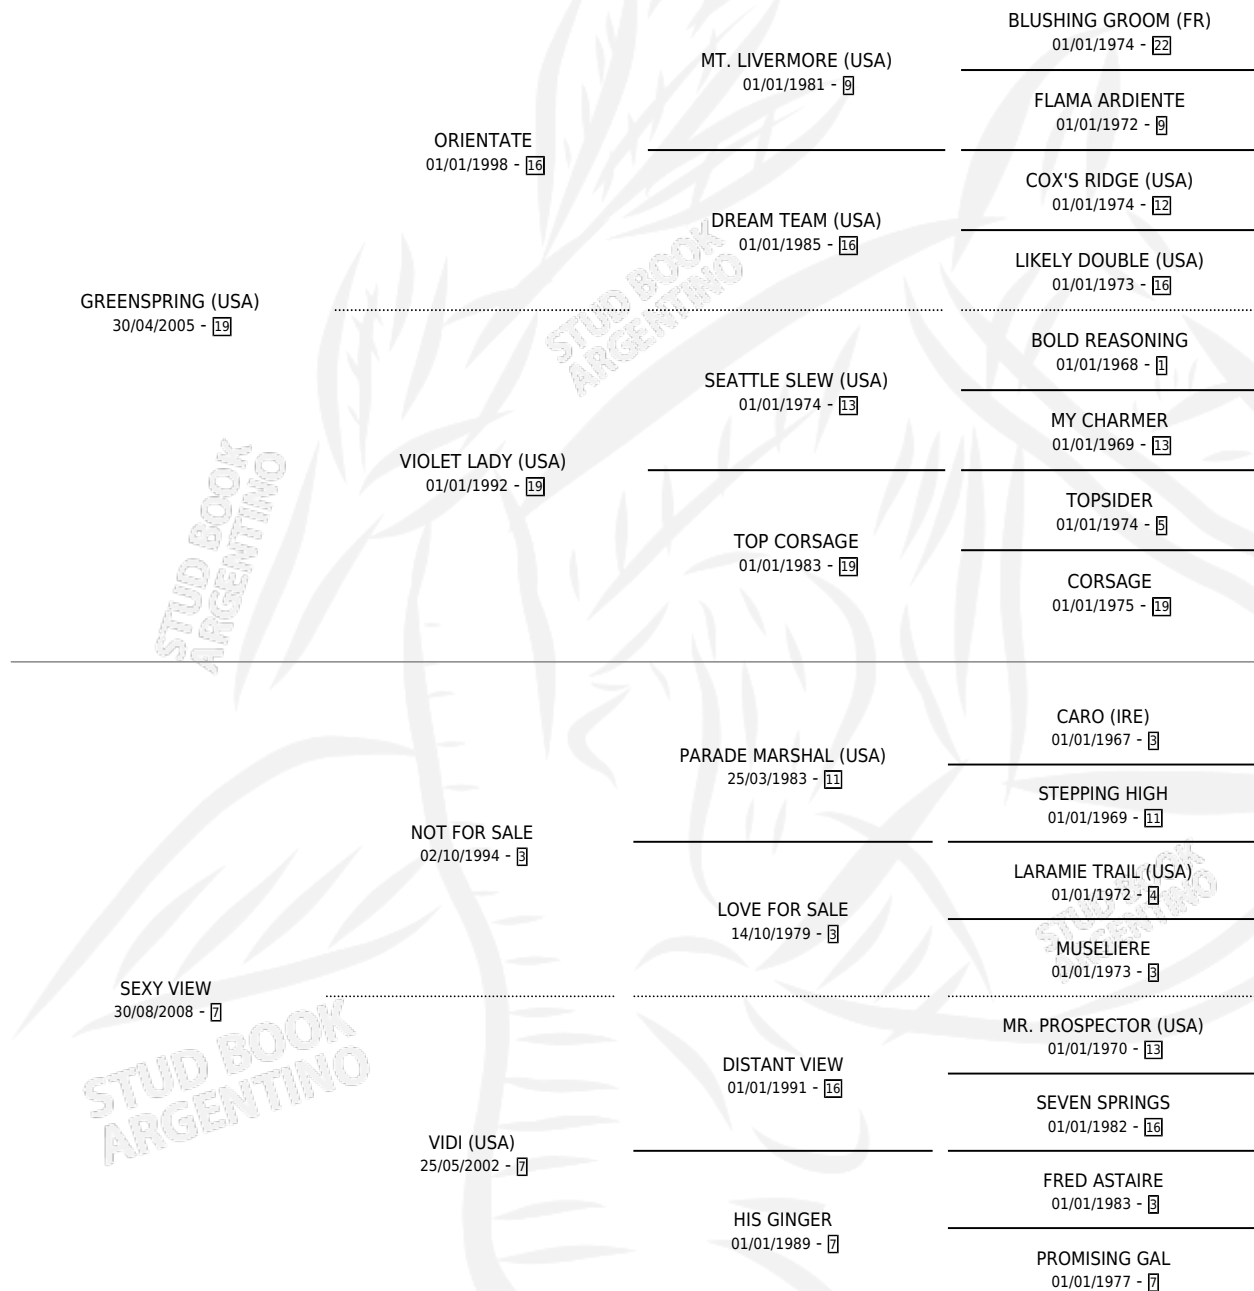 BLUSHING GROOM (FR)
01/01/1974 - 22
MT. LIVERMORE (USA)
01/01/1981 - 9
FLAMA ARDIENTE
01/01/1972 - 9
ORIENTATE
01/01/1998 - 16
COX'S RIDGE (USA)
01/01/1974 - 12
DREAM TEAM (USA)
01/01/1985 - 16
LIKELY DOUBLE (USA)
01/01/1973 - 16
GREENSPRING (USA)
30/04/2005 - 19
BOLD REASONING
01/01/1968 - 1
SEATTLE SLEW (USA)
01/01/1974 - 13
MY CHARMER
01/01/1969 - 13
VIOLET LADY (USA)
01/01/1992 - 19
TOPSIDER
01/01/1974 - 5
TOP CORSAGE
01/01/1983 - 19
CORSAGE
01/01/1975 - 19
CARO (IRE)
01/01/1967 - 3
PARADE MARSHAL (USA)
25/03/1983 - 11
STEPPING HIGH
01/01/1969 - 11
NOT FOR SALE
02/10/1994 - 3
LARAMIE TRAIL (USA)
01/01/1972 - 4
LOVE FOR SALE
14/10/1979 - 3
MUSELIERE
01/01/1973 - 3
SEXY VIEW
30/08/2008 - 7
MR. PROSPECTOR (USA)
01/01/1970 - 13
DISTANT VIEW
01/01/1991 - 16
SEVEN SPRINGS
01/01/1982 - 16
VIDI (USA)
25/05/2002 - 7
FRED ASTAIRE
01/01/1983 - 3
HIS GINGER
01/01/1989 - 7
PROMISING GAL
01/01/1977 - 7
STUD BOOK
ARGENTINO
STUD BOOK
ARGENTINO
STUD BOOK
ARGENTINO
STUD BOOK
ARGENTINO